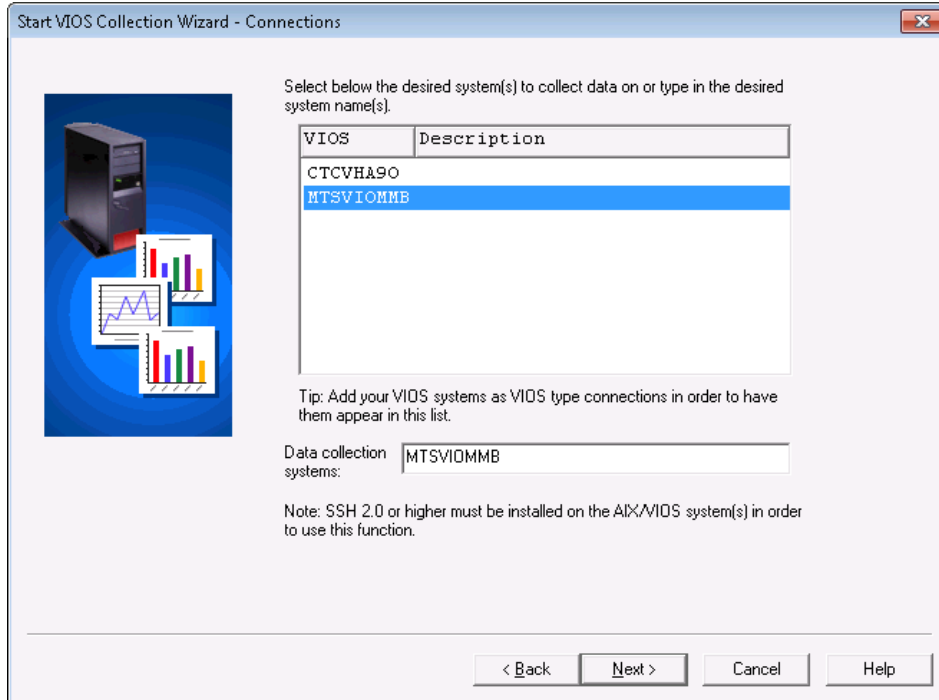 Start VIOS Collection Wizard - Connections
Select below the desired system(s) to collect data on or type in the desired
system name(s).
VIOS Description
CTCVHA9O
MTSVIOMMB
Tip: Add your VIOS systems as VIOS type connections in order to have
them appear in this list.
Data collection
systems:
MTSVIOMMB
Note: SSH 2.0 or higher must be installed on the AIX/VIOS system(s) in order
to use this function.
< Back Next > Cancel Help